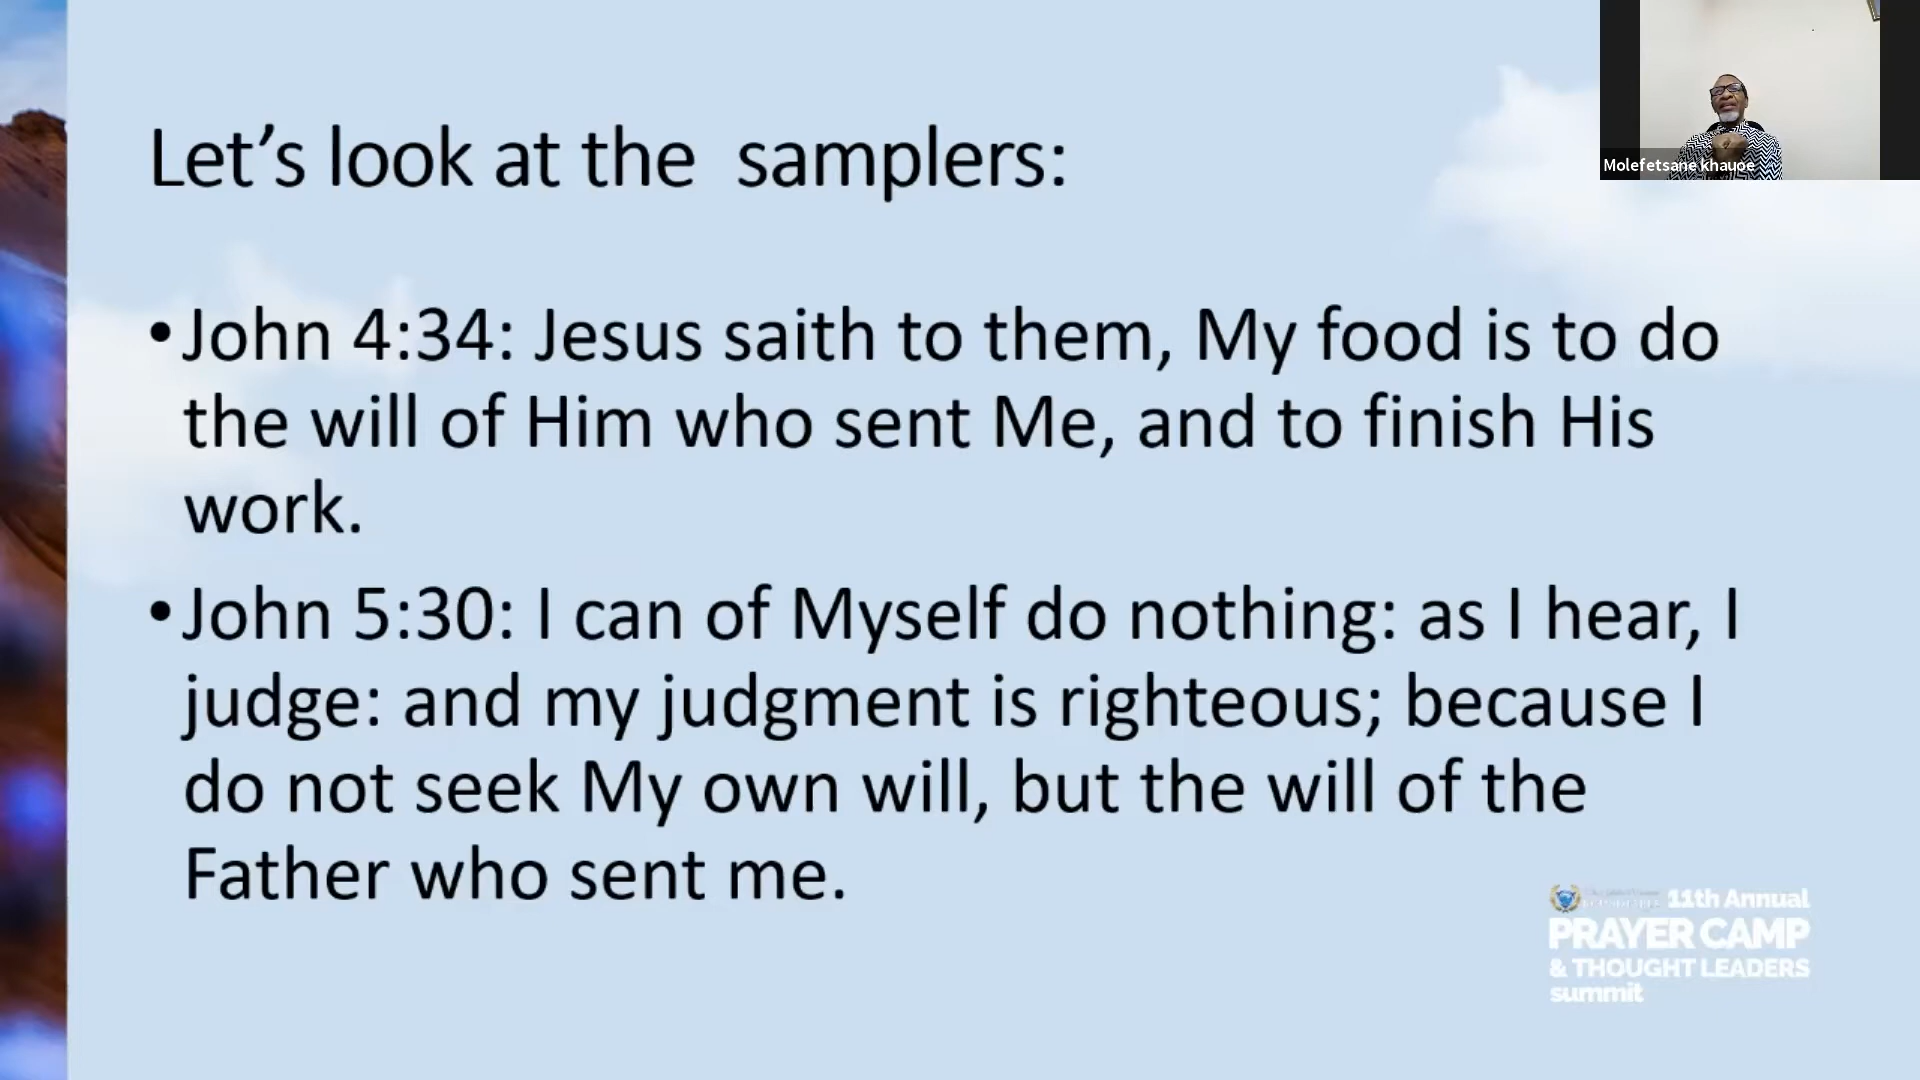 Let’s look at the samplers:
• John 4:34: Jesus saith to them, My food is to do
the will of Him who sent Me, and to finish His
work.
• John 5:30: I can of Myself do nothing: as I hear, I
judge: and my judgment is righteous; because I
do not seek My own will, but the will of the
Father who sent me.
Molefetsane khauoe
11th Annual
PRAYER CAMP
& THOUGHT LEADERS
summit